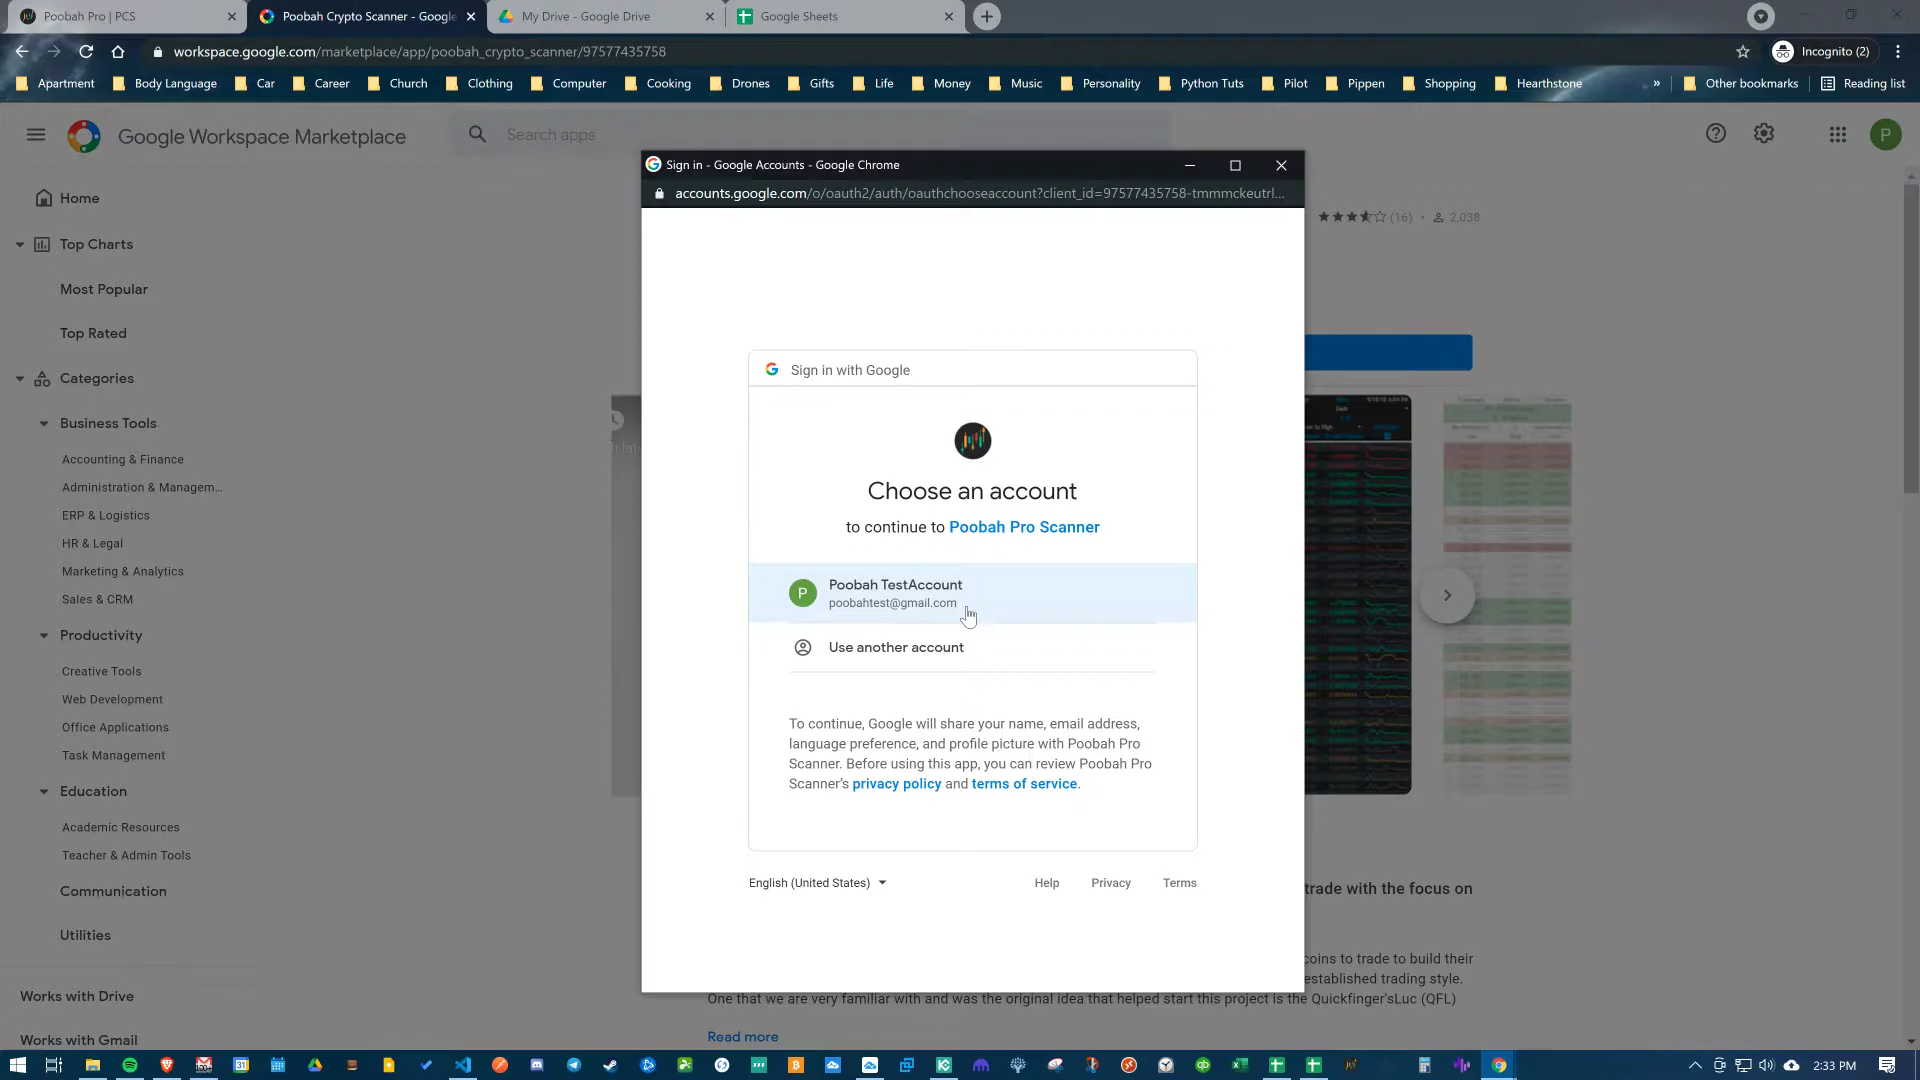 Poobah Pro | PCS
Poobah Crypto Scanner - Google
My Drive - Google Drive
Google Sheets
workspace.google.com/marketplace/app/poobah_crypto_scanner/97577435758
Incognito (2)
Apartment
Body Language
Car
Career
Church
Clothing
Computer
Cooking
Drones
Gifts
Life
Money
Music
Personality
Python Tuts
Pilot
Pippen
Shopping
Hearthstone
»
Other bookmarks
Reading list
Google Workspace Marketplace
Search apps
P
Home
Top Charts
Most Popular
Top Rated
Categories
Business Tools
Accounting & Finance
Administration & Managem...
ERP & Logistics
HR & Legal
Marketing & Analytics
Sales & CRM
Productivity
Creative Tools
Web Development
Office Applications
Task Management
Education
Academic Resources
Teacher & Admin Tools
Communication
Utilities
Works with Drive
Works with Gmail
Sign in - Google Accounts - Google Chrome
accounts.google.com/o/oauth2/auth/oauthchooseaccount?client_id=97577435758-tmmmckeutrl...
(16) • 2,038
Sign in with Google
Choose an account
to continue to Poobah Pro Scanner
P
Poobah TestAccount
poobahtest@gmail.com
Use another account
To continue, Google will share your name, email address,
language preference, and profile picture with Poobah Pro
Scanner. Before using this app, you can review Poobah Pro
Scanner's privacy policy and terms of service.
English (United States)
Help
Privacy
Terms
trade with the focus on
coins to trade to build their
established trading style.
One that we are very familiar with and was the original idea that helped start this project is the Quickfinger'sLuc (QFL)
Read more
2:33 PM